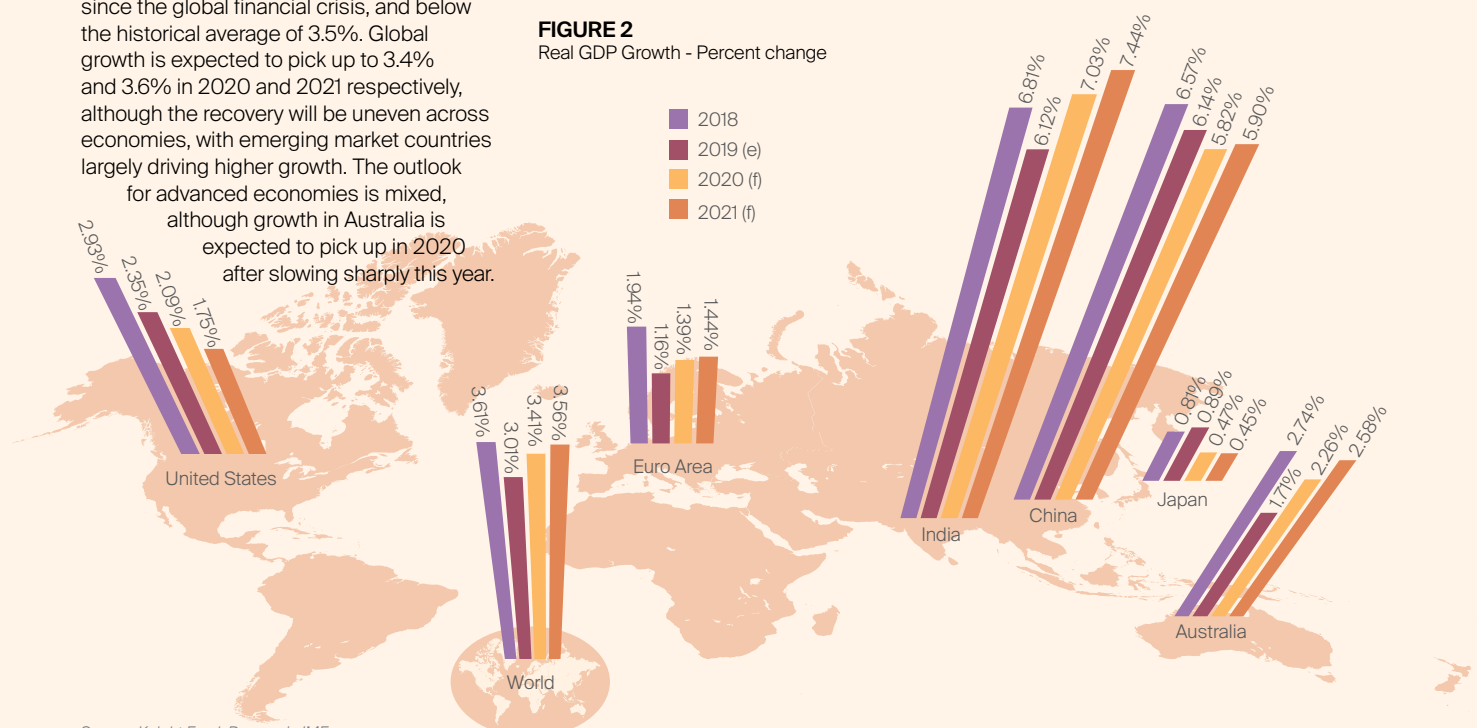 since the global financial crisis, and below
the historical average of 3.5%. Global
growth is expected to pick up to 3.4%
and 3.6% in 2020 and 2021 respectively,
although the recovery will be uneven across
economies, with emerging market countries
largely driving higher growth. The outlook
for advanced economies is mixed,
although growth in Australia is
expected to pick up in 2020
after slowing sharply this year.
FIGURE 2
Real GDP Growth - Percent change
2018
2019 (e)
2020 (f)
2021 (f)
2.93%
2.35%
2.09%
1.75%
United States
3.61%
3.01%
3.41%
3.56%
World
1.94%
1.16%
1.39%
1.44%
Euro Area
6.81%
6.12%
7.03%
7.44%
India
6.57%
6.14%
5.82%
5.90%
China
0.81%
0.89%
0.47%
0.45%
Japan
2.74%
1.71%
2.26%
2.58%
Australia